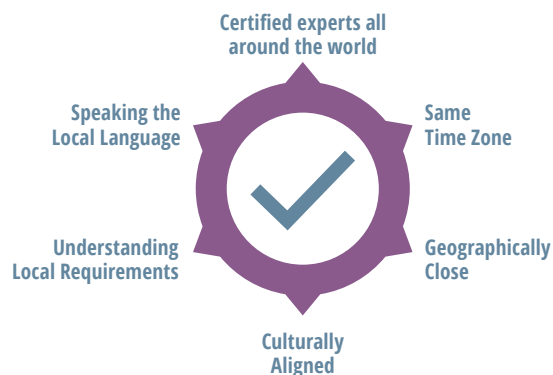 Certified experts all
around the world
Speaking the
Local Language
Same
Time Zone
Understanding
Local Requirements
Geographically
Close
Culturally
Aligned